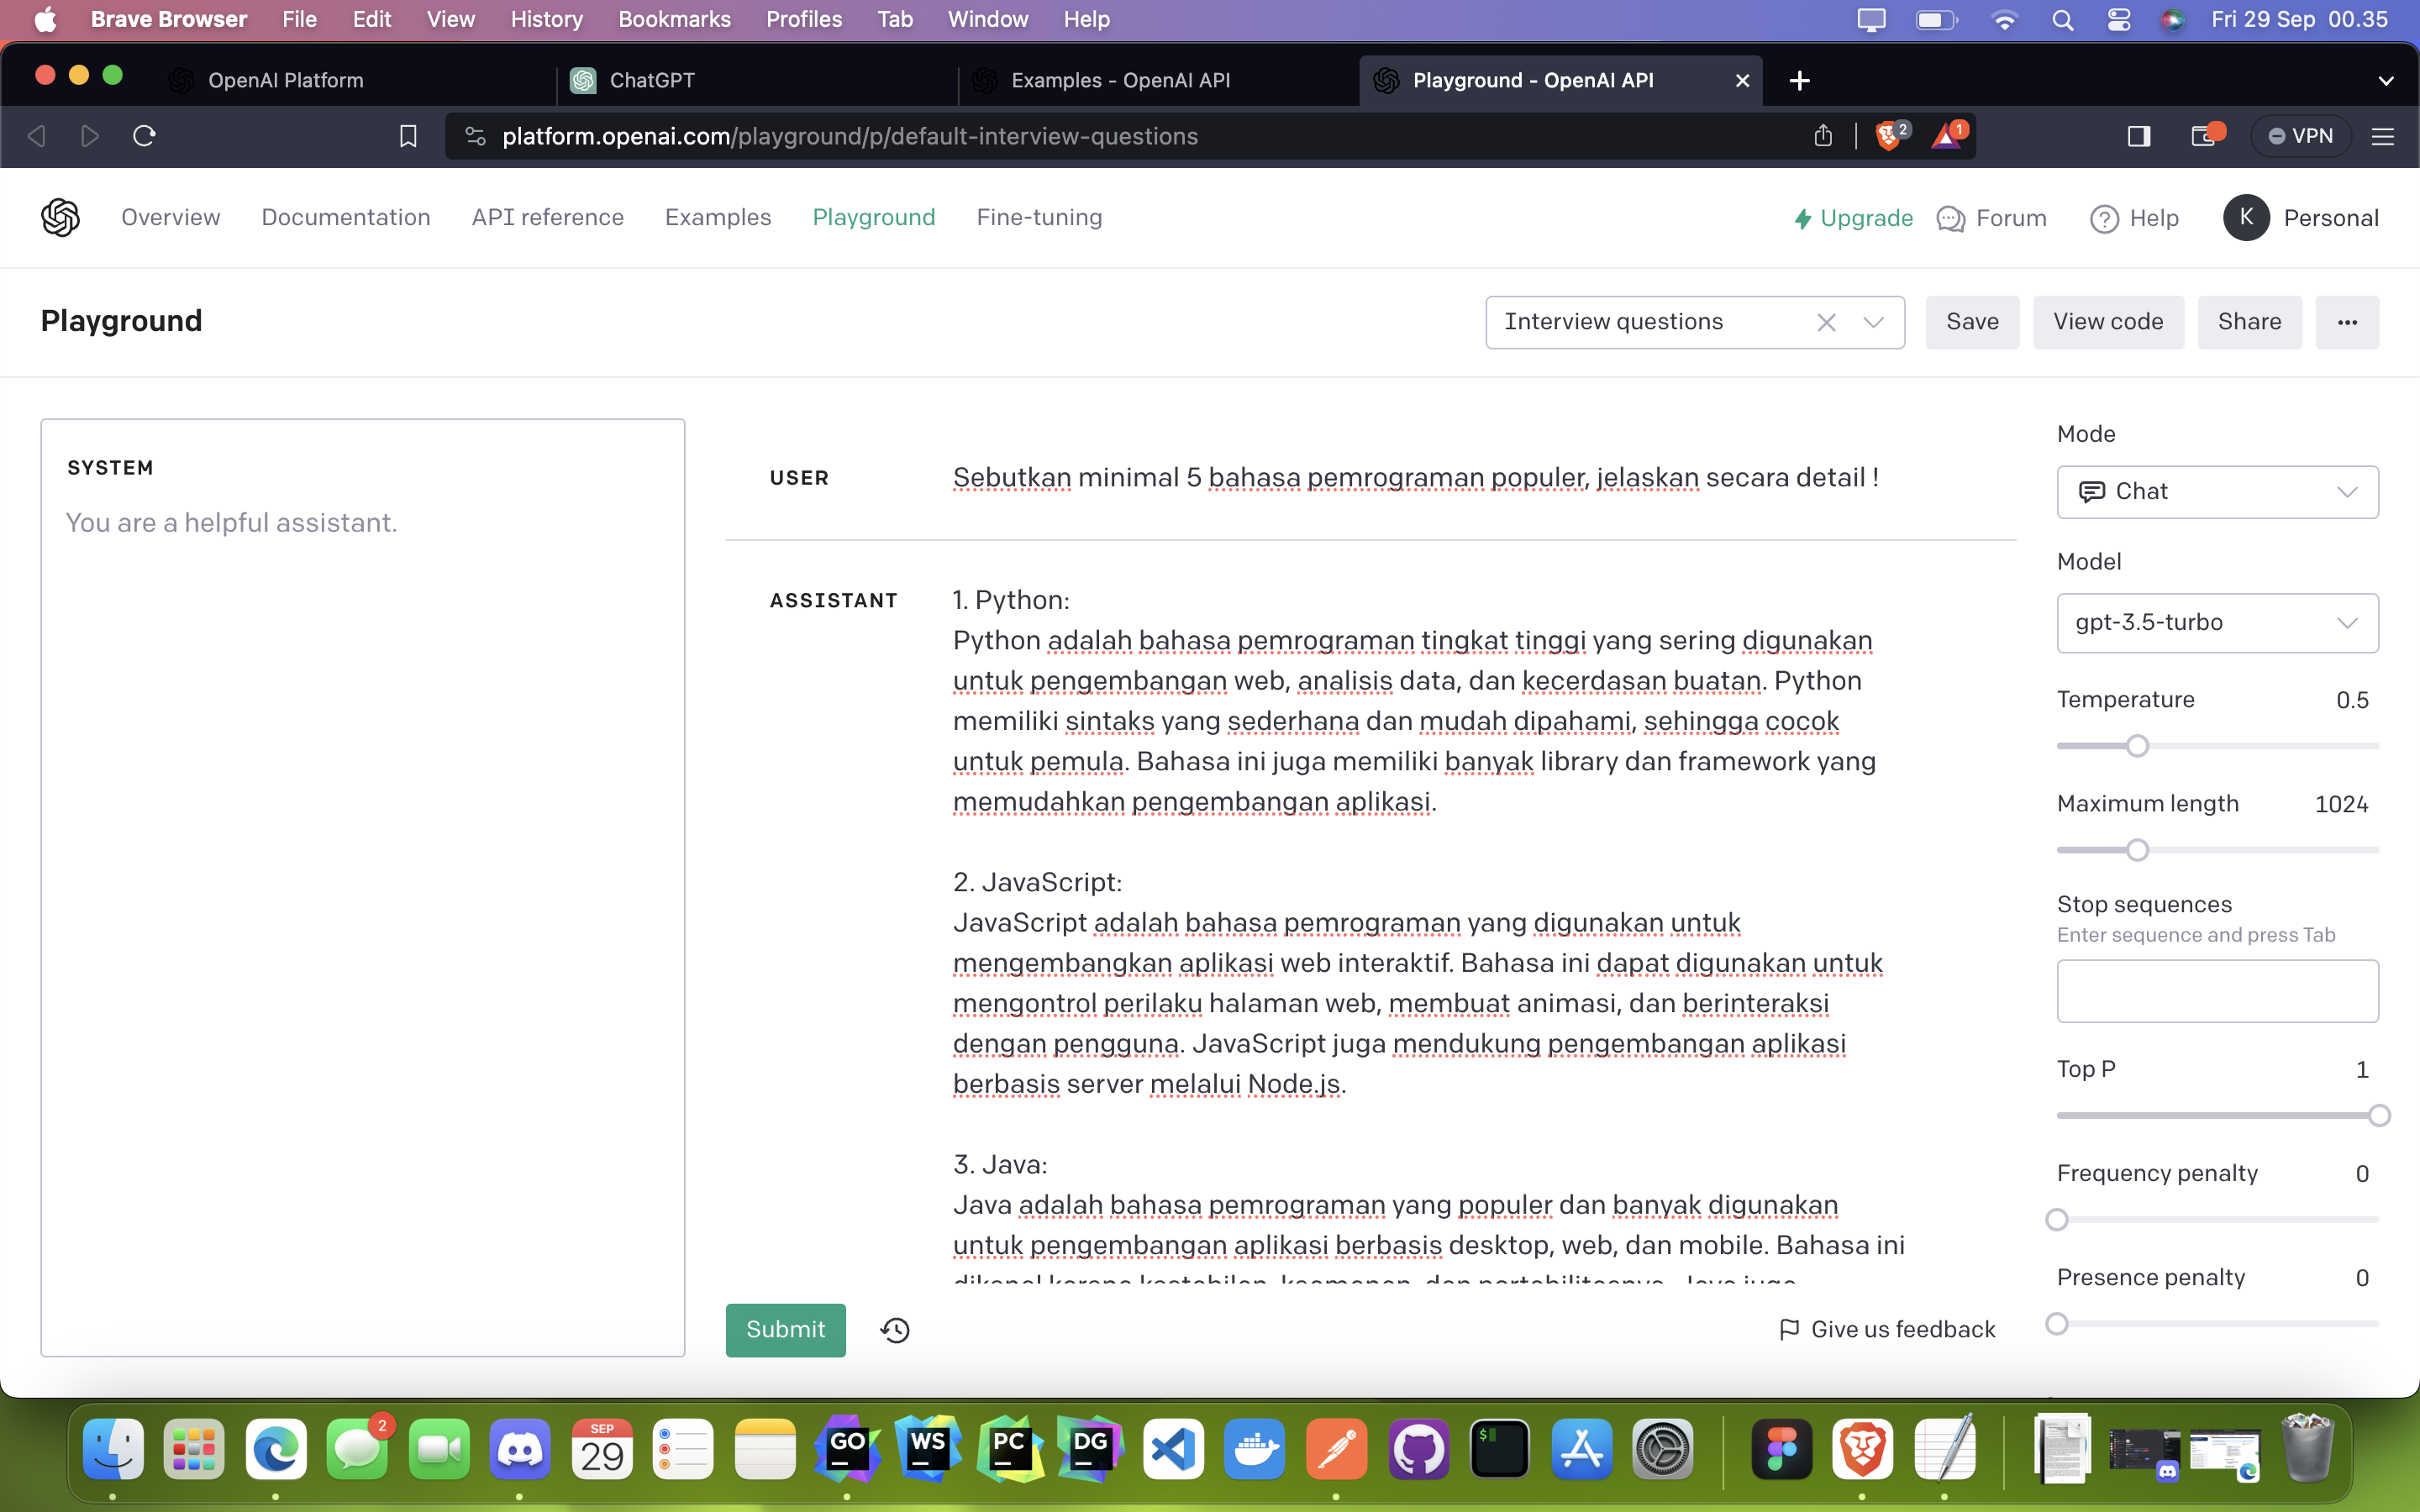 Brave Browser File Edit View History Bookmarks Profiles Tab Window Help Fri 29 Sep 00.35
OpenAI Platform ChatGPT Examples - OpenAI API Playground - OpenAI API
platform.openai.com/playground/p/default-interview-questions 2 1 VPN
Overview Documentation API reference Examples Playground Fine-tuning Upgrade Forum Help K Personal
Playground Interview questions Save View code Share ...
SYSTEM
You are a helpful assistant.
USER Sebutkan minimal 5 bahasa pemrograman populer, jelaskan secara detail !
ASSISTANT 1. Python:
Python adalah bahasa pemrograman tingkat tinggi yang sering digunakan
untuk pengembangan web, analisis data, dan kecerdasan buatan. Python
memiliki sintaks yang sederhana dan mudah dipahami, sehingga cocok
untuk pemula. Bahasa ini juga memiliki banyak library dan framework yang
memudahkan pengembangan aplikasi.
2. JavaScript:
JavaScript adalah bahasa pemrograman yang digunakan untuk
mengembangkan aplikasi web interaktif. Bahasa ini dapat digunakan untuk
mengontrol perilaku halaman web, membuat animasi, dan berinteraksi
dengan pengguna. JavaScript juga mendukung pengembangan aplikasi
berbasis server melalui Node.js.
3. Java:
Java adalah bahasa pemrograman yang populer dan banyak digunakan
untuk pengembangan aplikasi berbasis desktop, web, dan mobile. Bahasa ini
Submit Give us feedback
Mode
Chat
Model
gpt-3.5-turbo
Temperature 0.5
Maximum length 1024
Stop sequences
Enter sequence and press Tab
Top P 1
Frequency penalty 0
Presence penalty 0
2 SEP 29 GO WS PC DG $